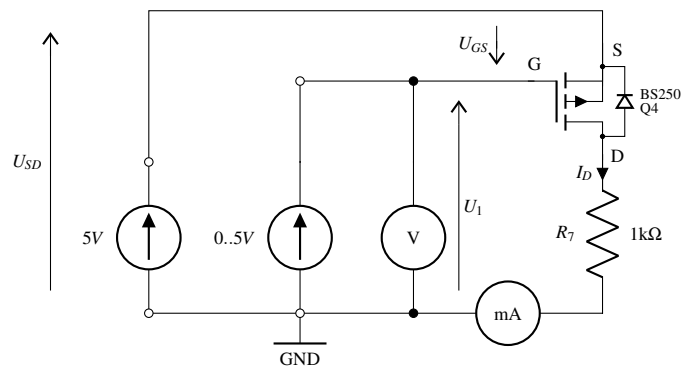 U_GS
S
G
BS250
Q4
D
I_D
U_SD
U_1
5V
0..5V
V
R_7
1kΩ
mA
GND